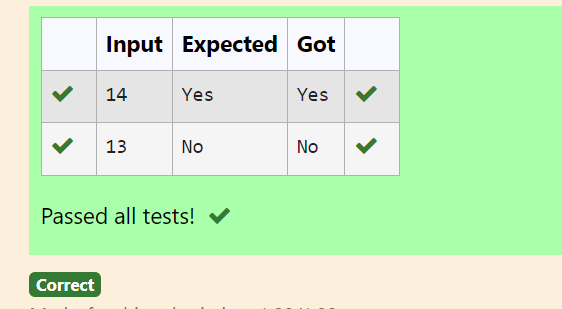 Input Expected Got
14 Yes Yes
13 No No
Passed all tests!
Correct